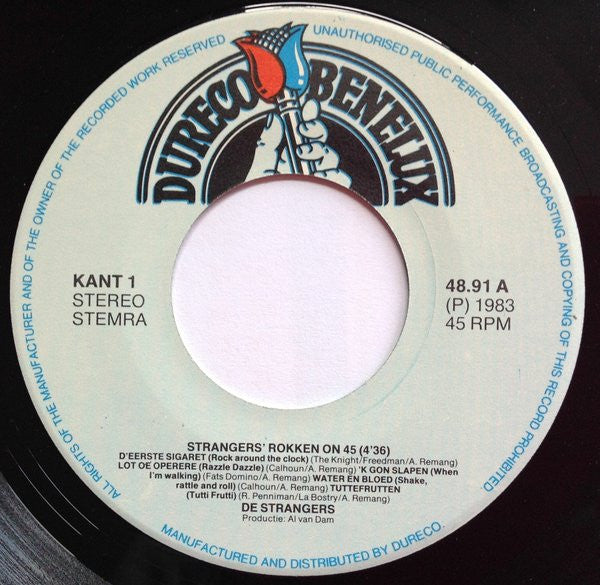 ALL RIGHTS OF THE MANUFACTURER AND OF THE OWNER OF THE RECORDED WORK RESERVED
UNAUTHORISED PUBLIC PERFORMANCE BROADCASTING AND COPYING OF THIS RECORD PROHIBITED
DURECO BENELUX
KANT 1
STEREO
STEMRA
48.91 A
(P) 1983
45 RPM
STRANGERS' ROKKEN ON 45 (4'36)
D'EERSTE SIGARET (Rock around the clock) (The Knight/Freedman/A. Remang)
LOT OE OPERERE (Razzle Dazzle) (Calhoun/A. Remang) 'K GON SLAPEN (When
I'm walking) (Fats Domino/A. Remang) WATER EN BLOED (Shake,
rattle and roll) (Calhoun/A. Remang) TUTTEFRUTTEN
(Tutti Frutti) (R. Penniman/La Bostry/A. Remang)
DE STRANGERS
Productie: Al van Dam
MANUFACTURED AND DISTRIBUTED BY DURECO.